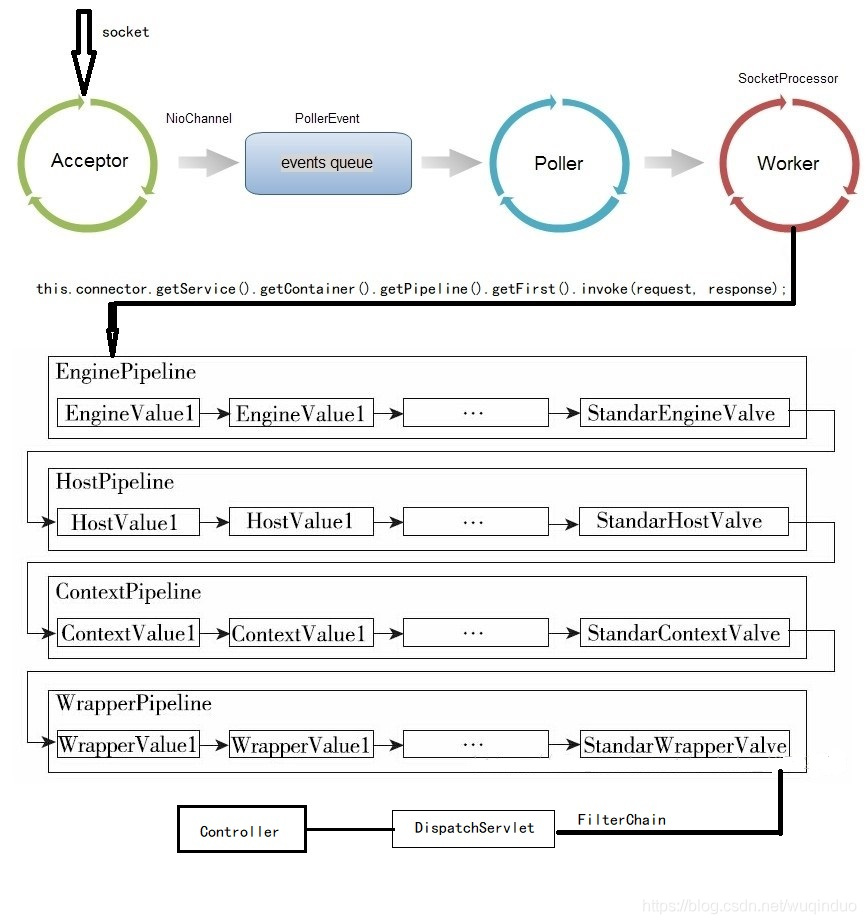 socket
SocketProcessor
NioChannel
PollerEvent
Acceptor
events queue
Poller
Worker
this.connector.getService().getContainer().getPipeline().getFirst().invoke(request, response);
EnginePipeline
EngineValue1
EngineValue1
...
StandarEngineValve
HostPipeline
HostValue1
HostValue1
...
StandarHostValve
ContextPipeline
ContextValue1
ContextValue1
...
StandarContextValve
WrapperPipeline
WrapperValue1
WrapperValue1
...
StandarWrapperValve
Controller
DispatchServlet
FilterChain
https://blog.csdn.net/wuqinduo